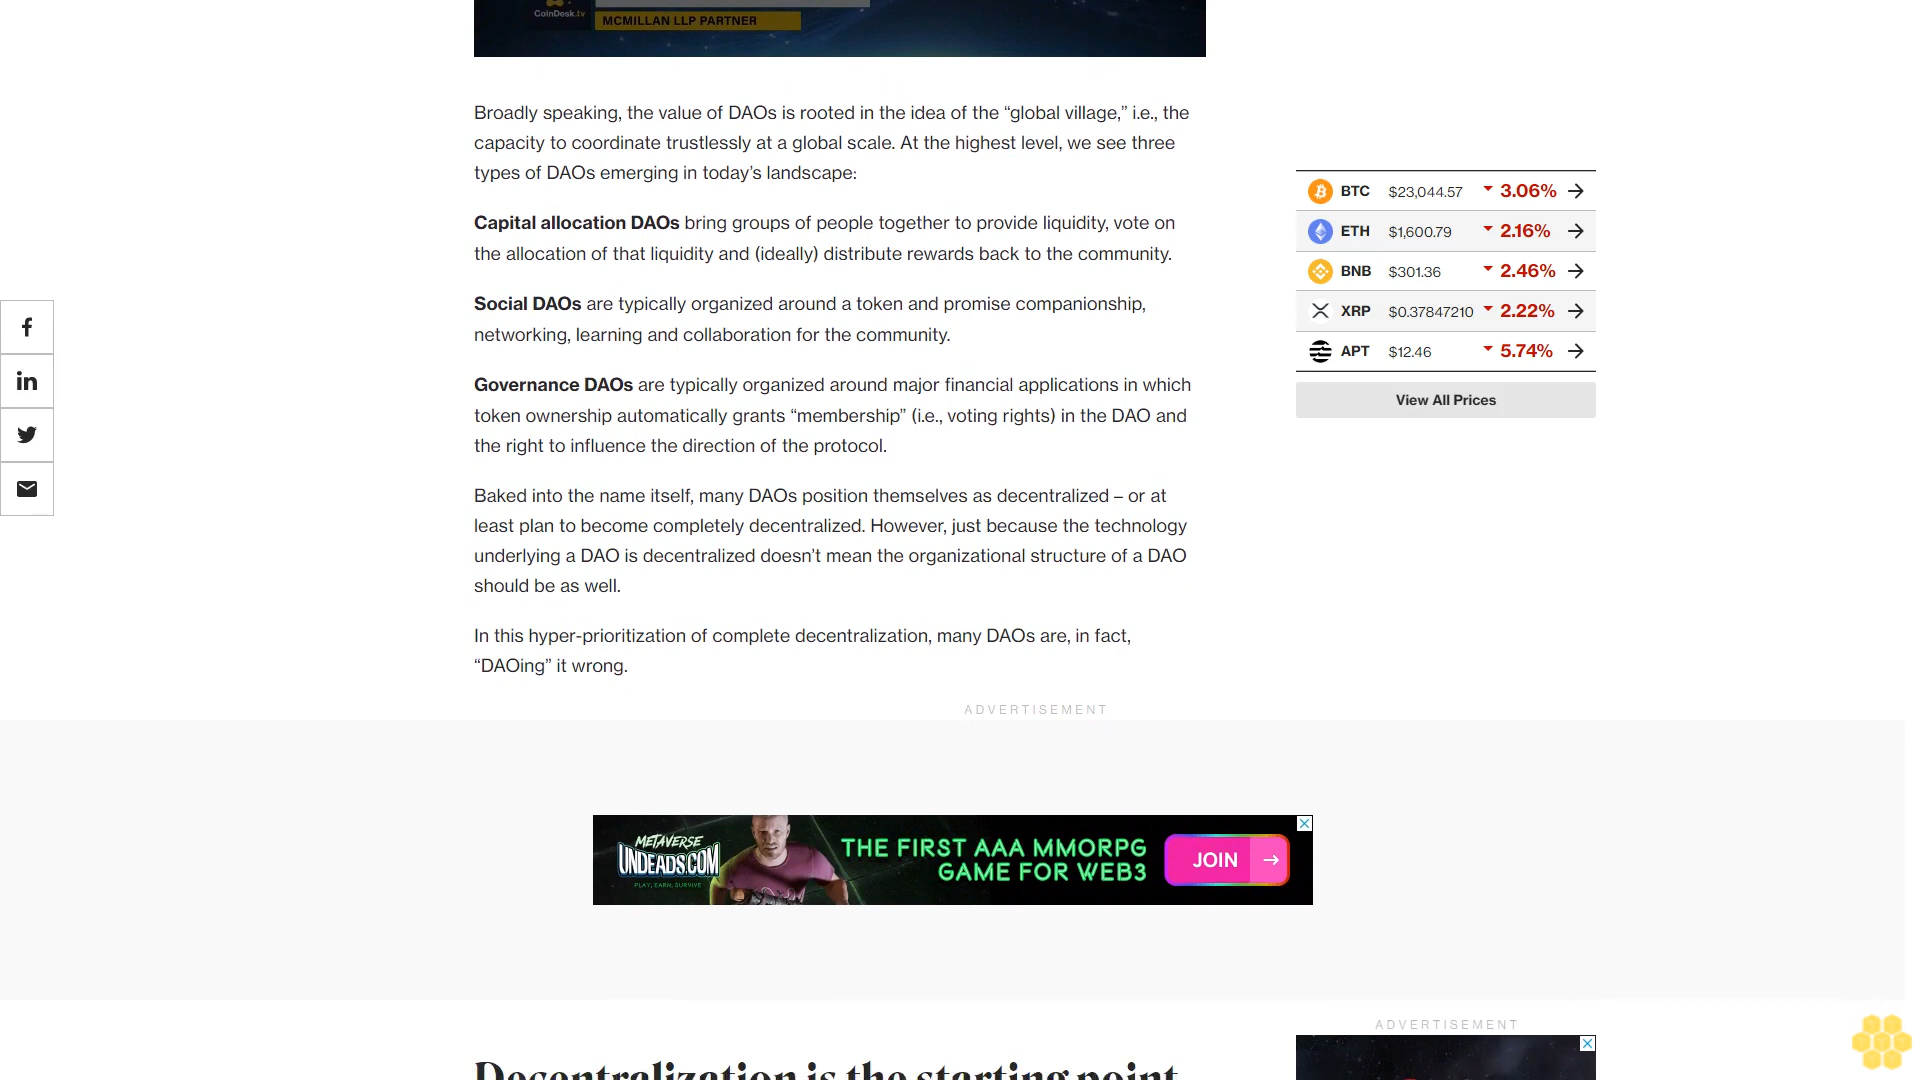 CoinDesk.tv
MCMILLAN LLP PARTNER
Broadly speaking, the value of DAOs is rooted in the idea of the “global village,” i.e., the
capacity to coordinate trustlessly at a global scale. At the highest level, we see three
types of DAOs emerging in today’s landscape:
Capital allocation DAOs bring groups of people together to provide liquidity, vote on
the allocation of that liquidity and (ideally) distribute rewards back to the community.
Social DAOs are typically organized around a token and promise companionship,
networking, learning and collaboration for the community.
Governance DAOs are typically organized around major financial applications in which
token ownership automatically grants “membership” (i.e., voting rights) in the DAO and
the right to influence the direction of the protocol.
Baked into the name itself, many DAOs position themselves as decentralized – or at
least plan to become completely decentralized. However, just because the technology
underlying a DAO is decentralized doesn’t mean the organizational structure of a DAO
should be as well.
In this hyper-prioritization of complete decentralization, many DAOs are, in fact,
“DAOing” it wrong.
BTC $23,044.57 3.06%
ETH $1,600.79 2.16%
BNB $301.36 2.46%
XRP $0.37847210 2.22%
APT $12.46 5.74%
View All Prices
ADVERTISEMENT
METAVERSE
UNDEADS.COM
PLAY, EARN, SURVIVE
THE FIRST AAA MMORPG
GAME FOR WEB3
JOIN
ADVERTISEMENT
Decentralization is the starting point